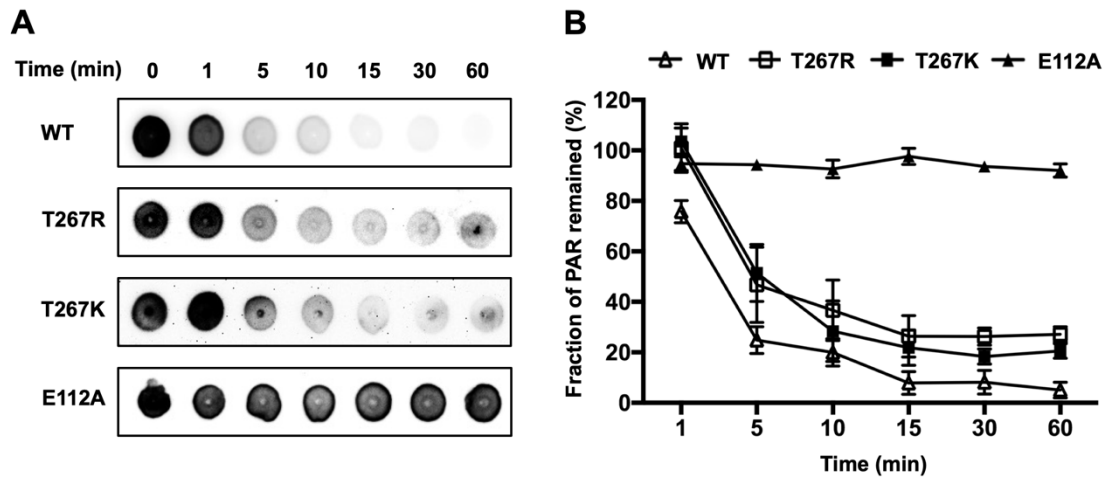 A
Time (min) 0 1 5 10 15 30 60
WT
T267R
T267K
E112A
B
WT T267R T267K E112A
Fraction of PAR remained (%)
120
100
80
60
40
20
0
1 5 10 15 30 60
Time (min)